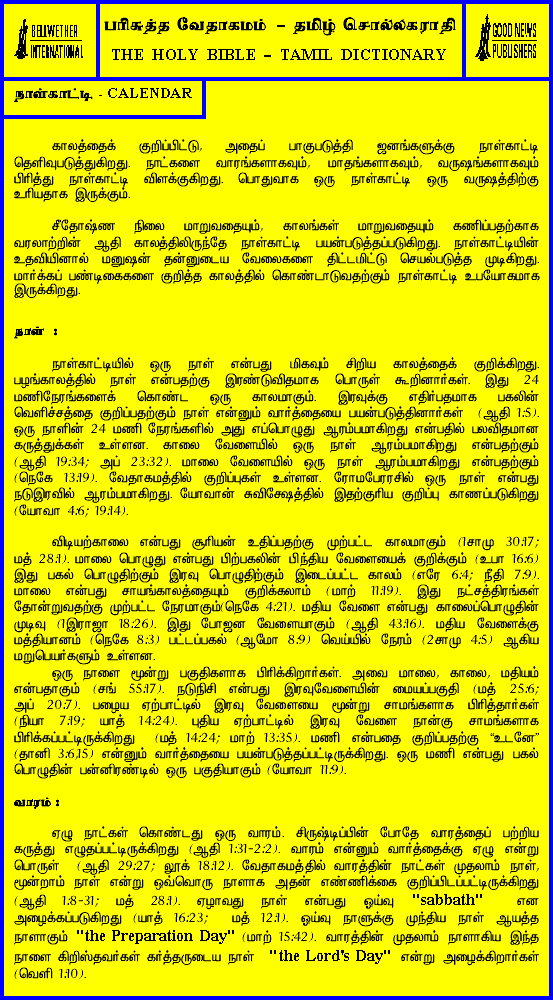 BELLWETHER
INTERNATIONAL
பரிசுத்த வேதாகமம் – தமிழ் சொல்லகராதி
THE HOLY BIBLE – TAMIL DICTIONARY
GOOD NEWS
PUBLISHERS
நாள்காட்டி - CALENDAR
காலத்தைக் குறிப்பிட்டு, அதைப் பாகுபடுத்தி ஜனங்களுக்கு நாள்காட்டி
தெளிவுபடுத்துகிறது. நாட்களை வாரங்களாகவும், மாதங்களாகவும், வருஷங்களாகவும்
பிரித்து நாள்காட்டி விளக்குகிறது. பொதுவாக ஒரு நாள்காட்டி ஒரு வருஷத்திற்கு
உரியதாக இருக்கும்.
சீதோஷ்ண நிலை மாறுவதையும், காலங்கள் மாறுவதையும் கணிப்பதற்காக
வரலாற்றின் ஆதி காலத்திலிருந்தே நாள்காட்டி பயன்படுத்தப்படுகிறது. நாள்காட்டியின்
உதவியினால் மனுஷன் தன்னுடைய வேலைகளை திட்டமிட்டு செயல்படுத்த முடிகிறது.
மார்க்கப் பண்டிகைகளை குறித்த காலத்தில் கொண்டாடுவதற்கும் நாள்காட்டி உபயோகமாக
இருக்கிறது.
நாள் :
நாள்காட்டியில் ஒரு நாள் என்பது மிகவும் சிறிய காலத்தைக் குறிக்கிறது.
பழங்காலத்தில் நாள் என்பதற்கு இரண்டுவிதமாக பொருள் கூறினார்கள். இது 24
மணிநேரங்களைக் கொண்ட ஒரு காலமாகும். இரவுக்கு எதிர்பதமாக பகலின்
வெளிச்சத்தை குறிப்பதற்கும் நாள் என்னும் வார்த்தையை பயன்படுத்தினார்கள் (ஆதி 1:5).
ஒரு நாளின் 24 மணி நேரங்களில் அது எப்பொழுது ஆரம்பமாகிறது என்பதில் பலவிதமான
கருத்துக்கள் உள்ளன. காலை வேளையில் ஒரு நாள் ஆரம்பமாகிறது என்பதற்கும்
(ஆதி 19:34; அப் 23:32). மாலை வேளையில் ஒரு நாள் ஆரம்பமாகிறது என்பதற்கும்
(நெகே 13:19). வேதாகமத்தில் குறிப்புகள் உள்ளன. ரோமபேரரசில் ஒரு நாள் என்பது
நடுஇரவில் ஆரம்பமாகிறது. யோவான் சுவிசேஷத்தில் இதற்குரிய குறிப்பு காணப்படுகிறது
(யோவா 4:6; 19:14).
விடியற்காலை என்பது சூரியன் உதிப்பதற்கு முற்பட்ட காலமாகும் (1சாமு 30:17;
மத் 28:1). மாலை பொழுது என்பது பிற்பகலின் பிந்திய வேளையைக் குறிக்கும் (உபா 16:6)
இது பகல் பொழுதிற்கும் இரவு பொழுதிற்கும் இடைப்பட்ட காலம் (எரே 6:4; நீதி 7:9).
மாலை என்பது சாயங்காலத்தையும் குறிக்கலாம் (மாற் 11:19). இது நட்சத்திரங்கள்
தோன்றுவதற்கு முற்பட்ட நேரமாகும்(நெகே 4:21). மதிய வேளை என்பது காலைப்பொழுதின்
முடிவு (1இராஜா 18:26). இது போஜன வேளையாகும் (ஆதி 43:16). மதிய வேளைக்கு
மத்தியானம் (நெகே 8:3) பட்டப்பகல் (ஆமோ 8:9) வெய்யில் நேரம் (2சாமு 4:5) ஆகிய
மறுபெயர்களும் உள்ளன.
ஒரு நாளை மூன்று பகுதிகளாக பிரிக்கிறார்கள். அவை மாலை, காலை, மதியம்
என்பதாகும் (சங் 55:17). நடுநிசி என்பது இரவுவேளையின் மையப்பகுதி (மத் 25:6;
அப் 20:7). பழைய ஏற்பாட்டில் இரவு வேளையை மூன்று சாமங்களாக பிரித்தார்கள்
(நியா 7:19; யாத் 14:24). புதிய ஏற்பாட்டில் இரவு வேளை நான்கு சாமங்களாக
பிரிக்கப்பட்டிருக்கிறது (மத் 14:24; மாற் 13:35). மணி என்பதை குறிப்பதற்கு "உடனே"
(தானி 3:6,15) என்னும் வார்த்தையை பயன்படுத்தப்பட்டிருக்கிறது. ஒரு மணி என்பது பகல்
பொழுதின் பன்னிரண்டில் ஒரு பகுதியாகும் (யோவா 11:9).
வாரம் :
ஏழு நாட்கள் கொண்டது ஒரு வாரம். சிருஷ்டிப்பின் போதே வாரத்தைப் பற்றிய
கருத்து எழுதப்பட்டிருக்கிறது (ஆதி 1:31-2:2). வாரம் என்னும் வார்த்தைக்கு ஏழு என்று
பொருள் (ஆதி 29:27; லூக் 18:12). வேதாகமத்தில் வாரத்தின் நாட்கள் முதலாம் நாள்,
மூன்றாம் நாள் என்று ஒவ்வொரு நாளாக அதன் எண்ணிக்கை குறிப்பிடப்பட்டிருக்கிறது
(ஆதி 1:8-31; மத் 28:1). ஏழாவது நாள் என்பது ஓய்வு "sabbath" என
அழைக்கப்படுகிறது (யாத் 16:23; மத் 12:1). ஓய்வு நாளுக்கு முந்திய நாள் ஆயத்த
நாளாகும் "the Preparation Day" (மாற் 15:42). வாரத்தின் முதலாம் நாளாகிய இந்த
நாளை கிறிஸ்தவர்கள் கர்த்தருடைய நாள் "the Lord's Day" என்று அழைக்கிறார்கள்
(வெளி 1:10).